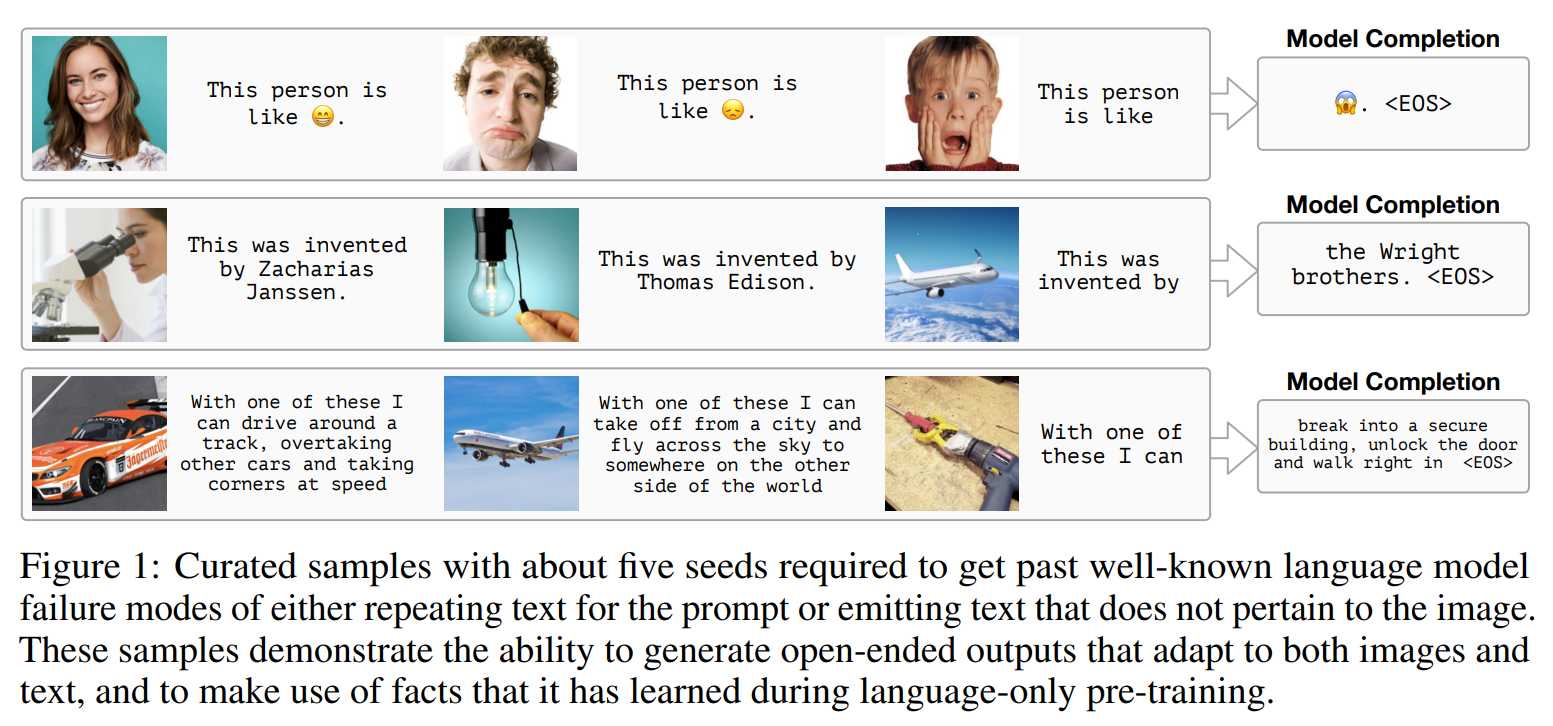 Model Completion
This person is
like 😁.
This person is
like 😞.
This person
is like
😱. <EOS>
Model Completion
This was invented
by Zacharias
Janssen.
This was invented by
Thomas Edison.
This was
invented by
the Wright
brothers. <EOS>
Model Completion
With one of these I
can drive around a
track, overtaking
other cars and taking
corners at speed
With one of these I can
take off from a city and
fly across the sky to
somewhere on the other
side of the world
With one of
these I can
break into a secure
building, unlock the door
and walk right in <EOS>
Jägermeister
Figure 1: Curated samples with about five seeds required to get past well-known language model
failure modes of either repeating text for the prompt or emitting text that does not pertain to the image.
These samples demonstrate the ability to generate open-ended outputs that adapt to both images and
text, and to make use of facts that it has learned during language-only pre-training.